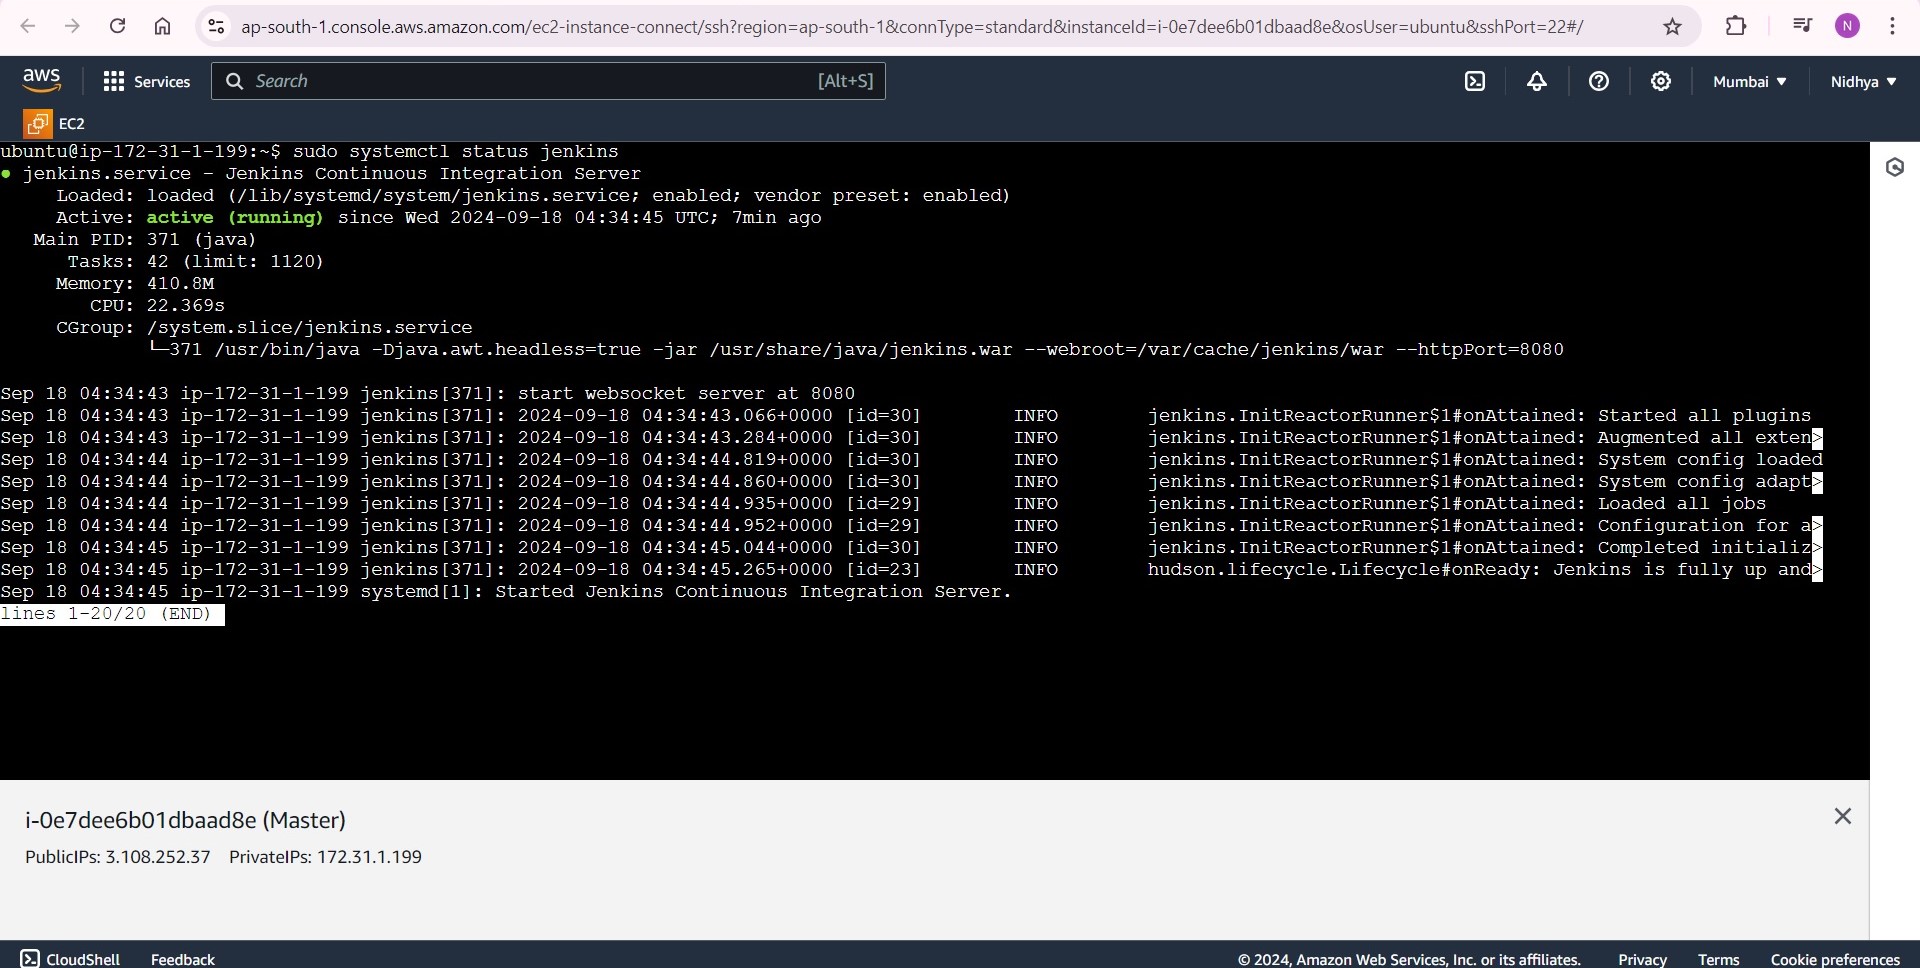 ap-south-1.console.aws.amazon.com/ec2-instance-connect/ssh?region=ap-south-1&connType=standard&instanceId=i-0e7dee6b01dbaad8e&osUser=ubuntu&sshPort=22#/
N
aws Services Search [Alt+S] Mumbai ▼ Nidhya ▼
EC2
ubuntu@ip-172-31-1-199:~$ sudo systemctl status jenkins
● jenkins.service - Jenkins Continuous Integration Server
Loaded: loaded (/lib/systemd/system/jenkins.service; enabled; vendor preset: enabled)
Active: active (running) since Wed 2024-09-18 04:34:45 UTC; 7min ago
Main PID: 371 (java)
Tasks: 42 (limit: 1120)
Memory: 410.8M
CPU: 22.369s
CGroup: /system.slice/jenkins.service
└─371 /usr/bin/java -Djava.awt.headless=true -jar /usr/share/java/jenkins.war --webroot=/var/cache/jenkins/war --httpPort=8080
Sep 18 04:34:43 ip-172-31-1-199 jenkins[371]: start websocket server at 8080
Sep 18 04:34:43 ip-172-31-1-199 jenkins[371]: 2024-09-18 04:34:43.066+0000 [id=30] INFO jenkins.InitReactorRunner$1#onAttained: Started all plugins
Sep 18 04:34:43 ip-172-31-1-199 jenkins[371]: 2024-09-18 04:34:43.284+0000 [id=30] INFO jenkins.InitReactorRunner$1#onAttained: Augmented all exten>
Sep 18 04:34:44 ip-172-31-1-199 jenkins[371]: 2024-09-18 04:34:44.819+0000 [id=30] INFO jenkins.InitReactorRunner$1#onAttained: System config loaded
Sep 18 04:34:44 ip-172-31-1-199 jenkins[371]: 2024-09-18 04:34:44.860+0000 [id=30] INFO jenkins.InitReactorRunner$1#onAttained: System config adapt>
Sep 18 04:34:44 ip-172-31-1-199 jenkins[371]: 2024-09-18 04:34:44.935+0000 [id=29] INFO jenkins.InitReactorRunner$1#onAttained: Loaded all jobs
Sep 18 04:34:44 ip-172-31-1-199 jenkins[371]: 2024-09-18 04:34:44.952+0000 [id=29] INFO jenkins.InitReactorRunner$1#onAttained: Configuration for a>
Sep 18 04:34:45 ip-172-31-1-199 jenkins[371]: 2024-09-18 04:34:45.044+0000 [id=30] INFO jenkins.InitReactorRunner$1#onAttained: Completed initializ>
Sep 18 04:34:45 ip-172-31-1-199 jenkins[371]: 2024-09-18 04:34:45.265+0000 [id=23] INFO hudson.lifecycle.Lifecycle#onReady: Jenkins is fully up and>
Sep 18 04:34:45 ip-172-31-1-199 systemd[1]: Started Jenkins Continuous Integration Server.
lines 1-20/20 (END)
i-0e7dee6b01dbaad8e (Master)
PublicIPs: 3.108.252.37 PrivateIPs: 172.31.1.199
CloudShell Feedback © 2024, Amazon Web Services, Inc. or its affiliates. Privacy Terms Cookie preferences